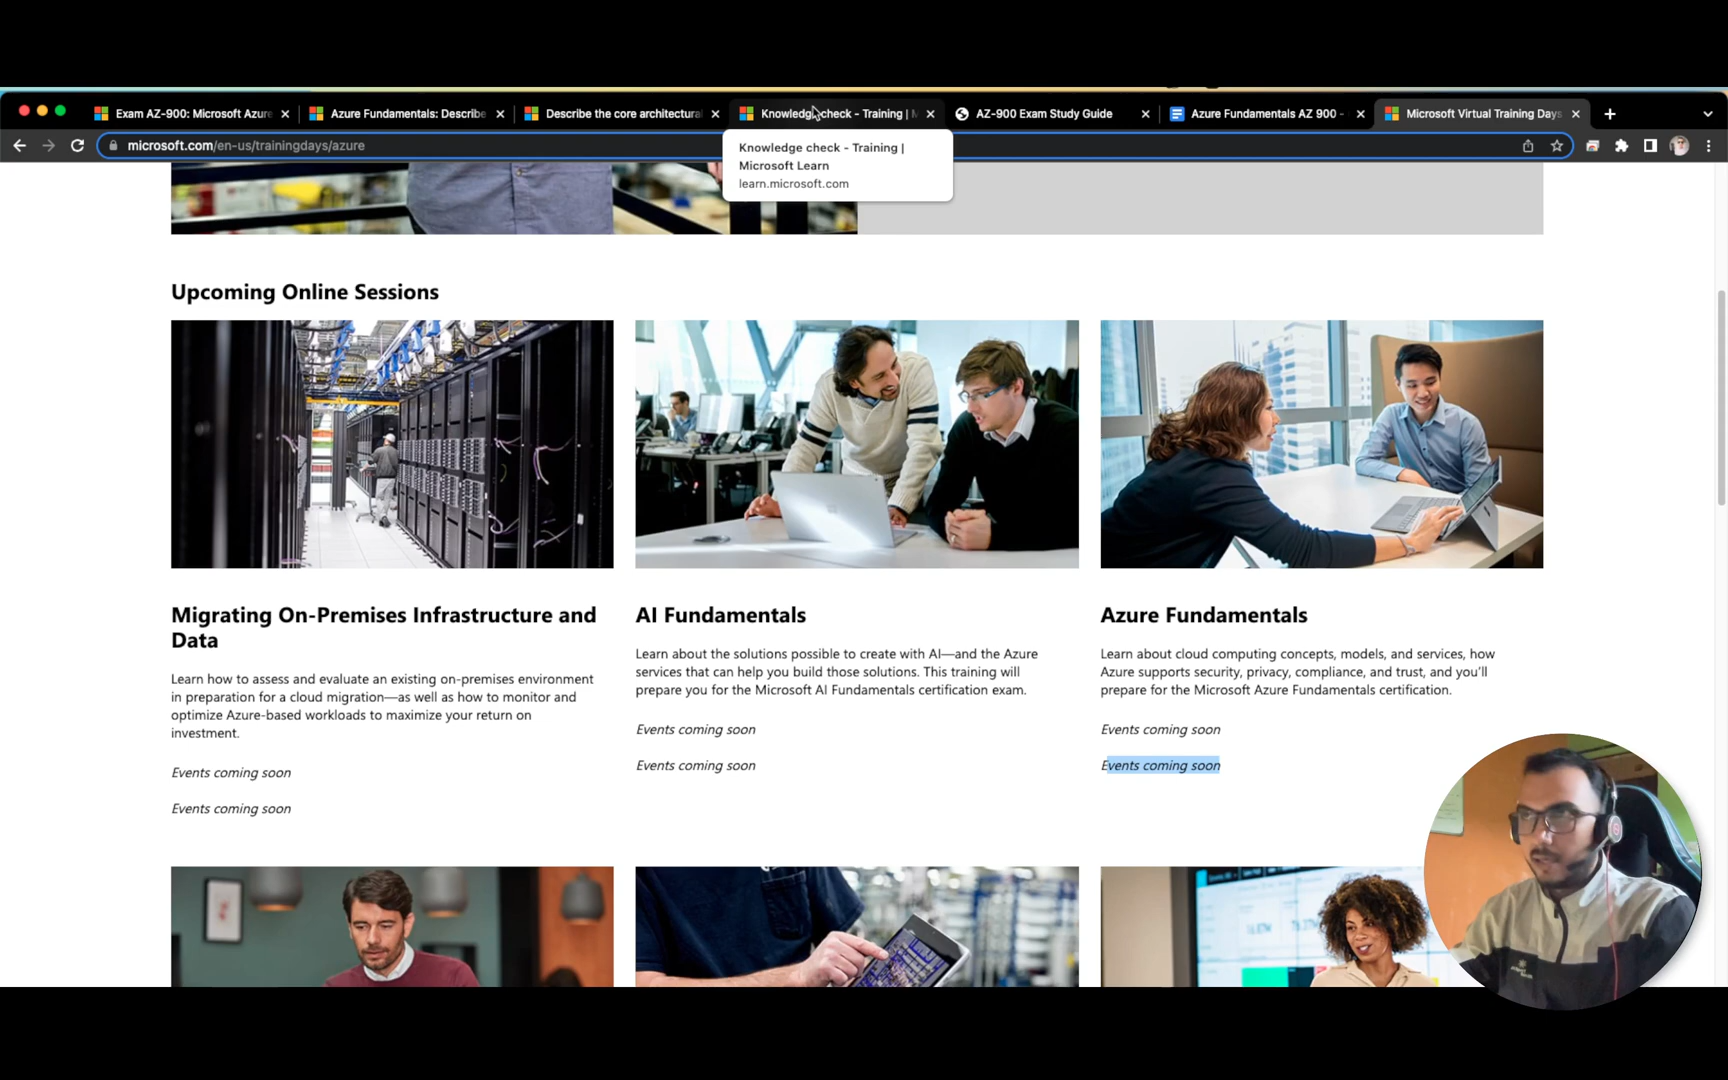 Exam AZ-900: Microsoft Azure
Azure Fundamentals: Describe
Describe the core architectural
Knowledge check - Training | M
AZ-900 Exam Study Guide
Azure Fundamentals AZ 900 -
Microsoft Virtual Training Days
microsoft.com/en-us/trainingdays/azure
Knowledge check - Training |
Microsoft Learn
learn.microsoft.com
Upcoming Online Sessions
Migrating On-Premises Infrastructure and
Data
Learn how to assess and evaluate an existing on-premises environment
in preparation for a cloud migration—as well as how to monitor and
optimize Azure-based workloads to maximize your return on
investment.
Events coming soon
Events coming soon
AI Fundamentals
Learn about the solutions possible to create with AI—and the Azure
services that can help you build those solutions. This training will
prepare you for the Microsoft AI Fundamentals certification exam.
Events coming soon
Events coming soon
Azure Fundamentals
Learn about cloud computing concepts, models, and services, how
Azure supports security, privacy, compliance, and trust, and you'll
prepare for the Microsoft Azure Fundamentals certification.
Events coming soon
Events coming soon